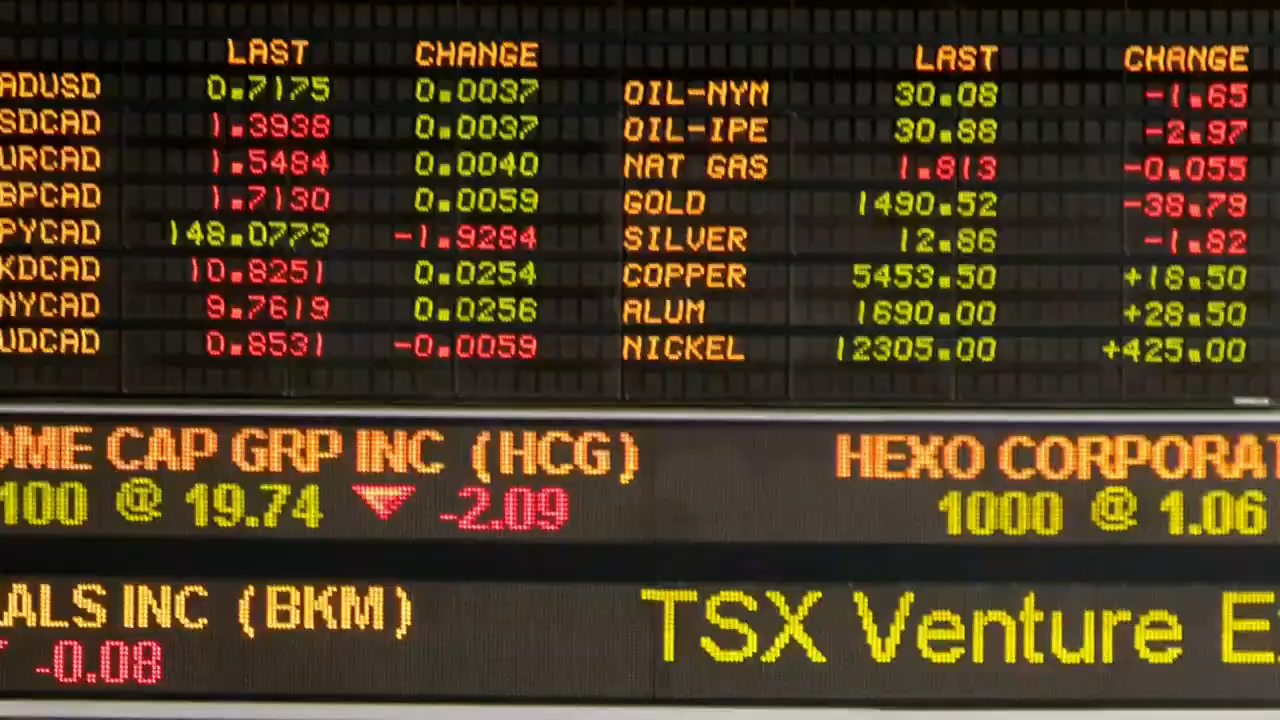 LAST CHANGE LAST CHANGE
ADUSD 0.7175 0.0037 OIL-NYM 30.08 -1.65
SDCAD 1.3938 0.0037 OIL-IPE 30.88 -2.97
URCAD 1.5484 0.0040 NAT GAS 1.813 -0.055
BPCAD 1.7130 0.0059 GOLD 1490.52 -38.79
PYCAD 148.0773 -1.9284 SILVER 12.86 -1.82
KDCAD 10.8251 0.0254 COPPER 5453.50 +18.50
NYCAD 9.7619 0.0256 ALUM 1690.00 +28.50
UDCAD 0.8531 -0.0059 NICKEL 12305.00 +425.00
OME CAP GRP INC (HCG) HEXO CORPORAT
100 @ 19.74 ▼ -2.09 1000 @ 1.06
ALS INC (BKM) TSX Venture E
-0.08